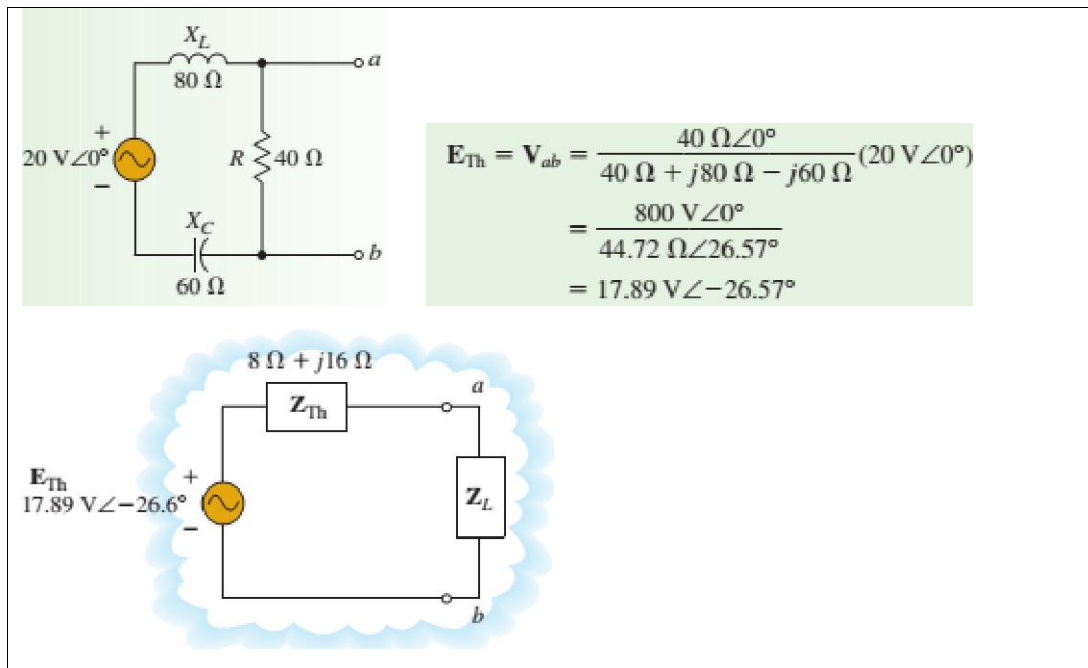 X_L
80 Ω
a
+
20 V∠0°
–
R 40 Ω
X_C
60 Ω
b
E_Th = V_ab = 40 Ω∠0° / (40 Ω + j80 Ω – j60 Ω) (20 V∠0°)
= 800 V∠0° / 44.72 Ω∠26.57°
= 17.89 V∠–26.57°
8 Ω + j16 Ω
Z_Th
a
E_Th
+
17.89 V∠–26.6°
–
Z_L
b